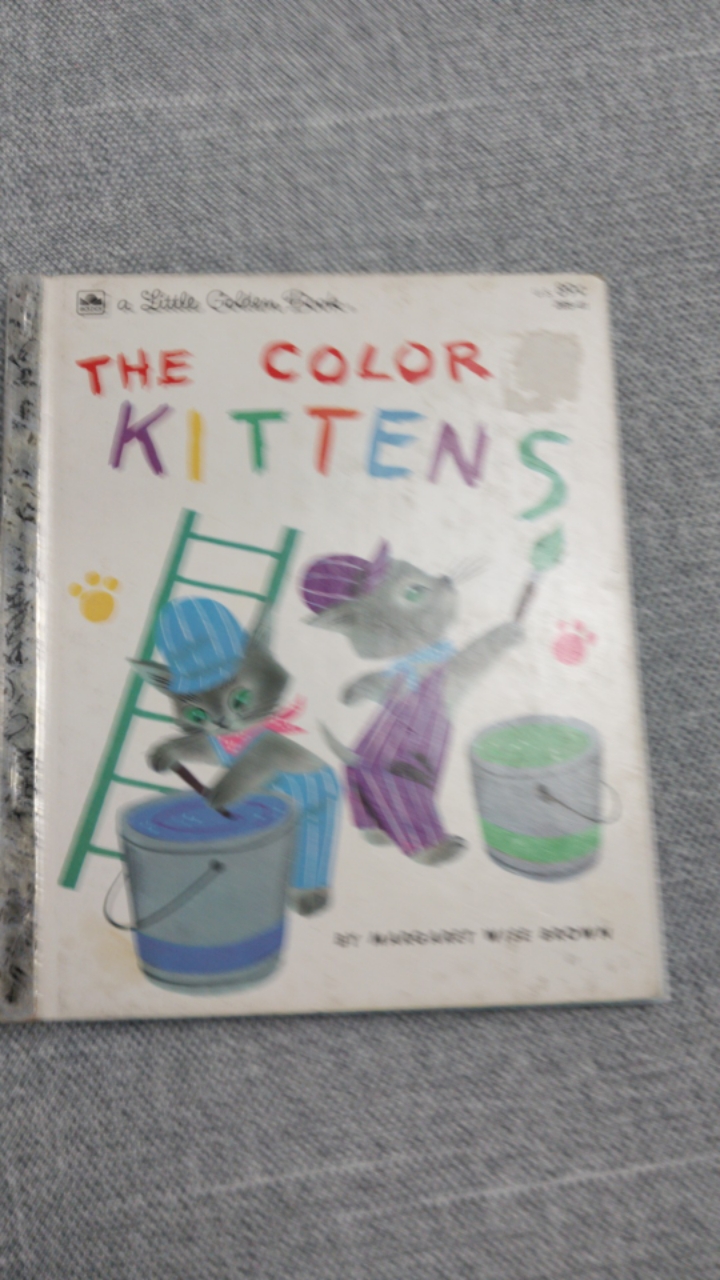 a Little Golden Book
THE COLOR
KITTENS
BY MARGARET WISE BROWN